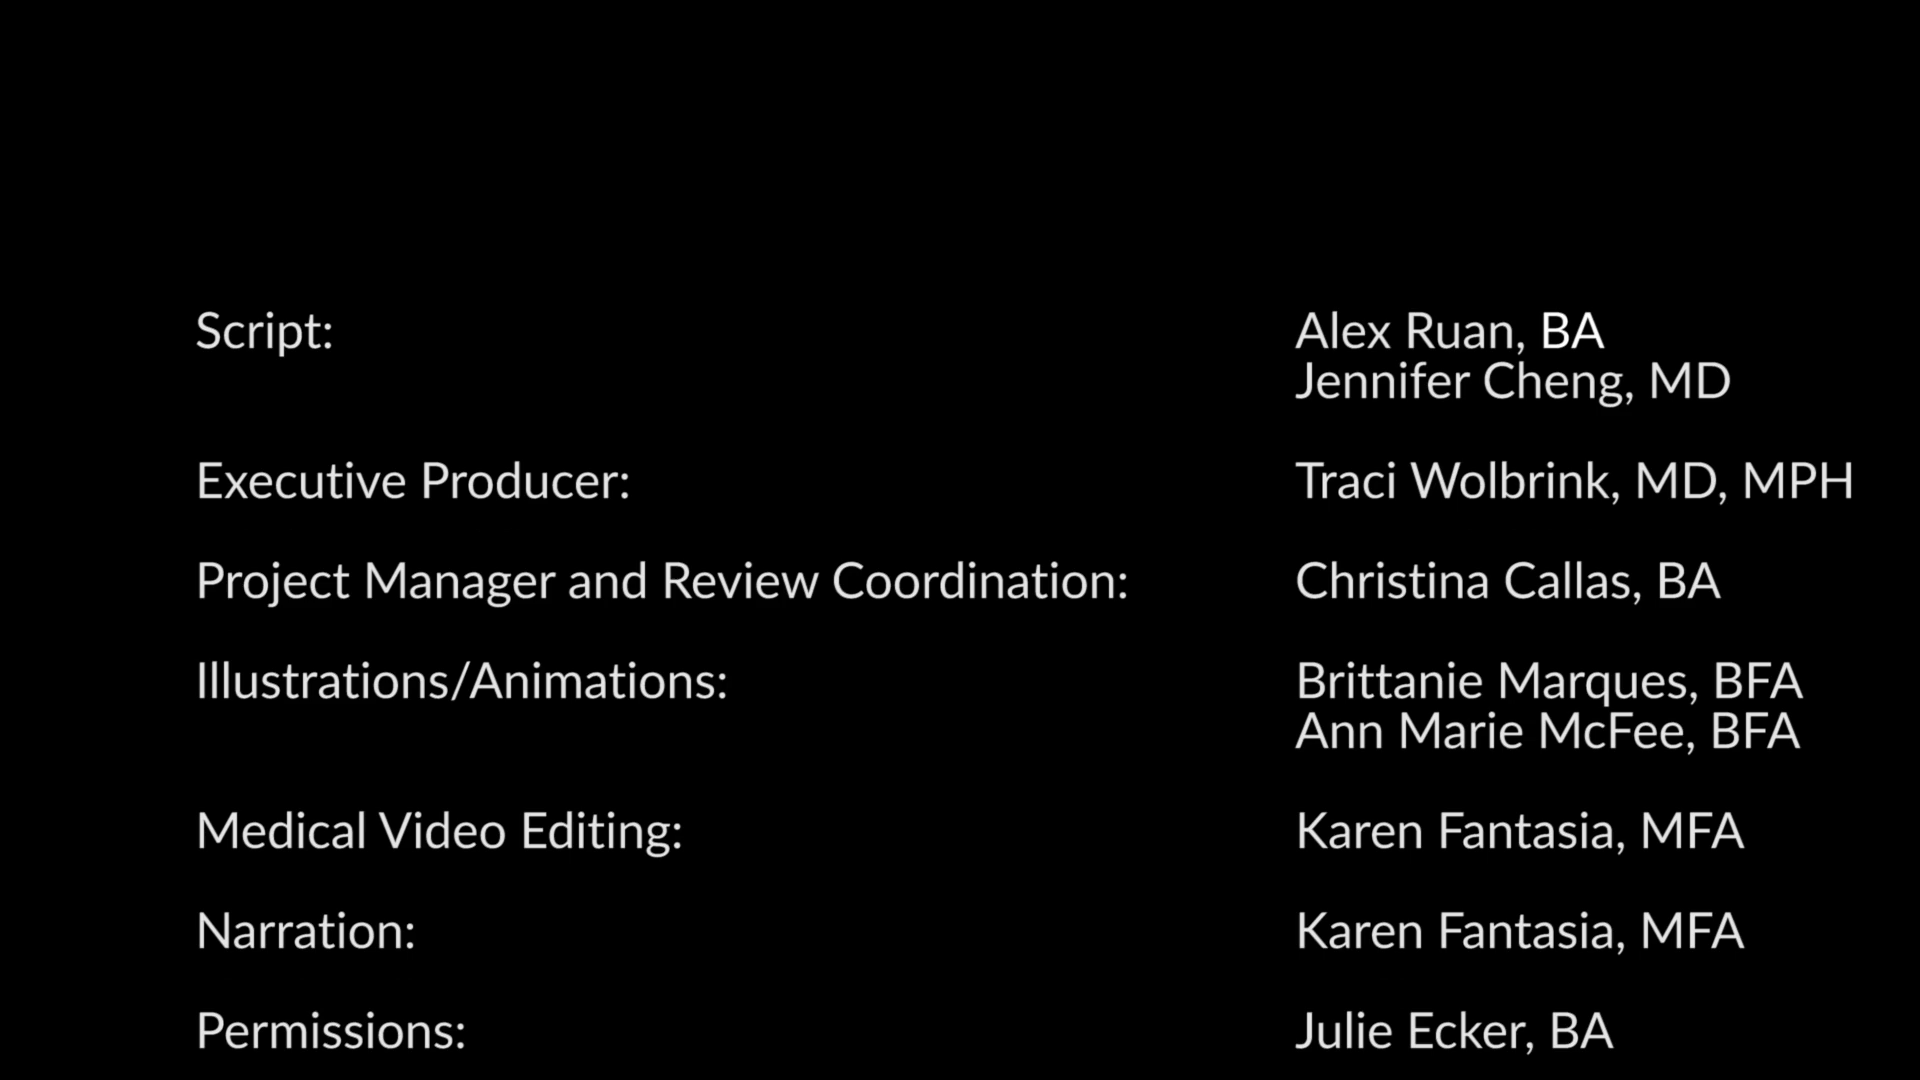 Script: Alex Ruan, BA
Jennifer Cheng, MD
Executive Producer: Traci Wolbrink, MD, MPH
Project Manager and Review Coordination: Christina Callas, BA
Illustrations/Animations: Brittanie Marques, BFA
Ann Marie McFee, BFA
Medical Video Editing: Karen Fantasia, MFA
Narration: Karen Fantasia, MFA
Permissions: Julie Ecker, BA